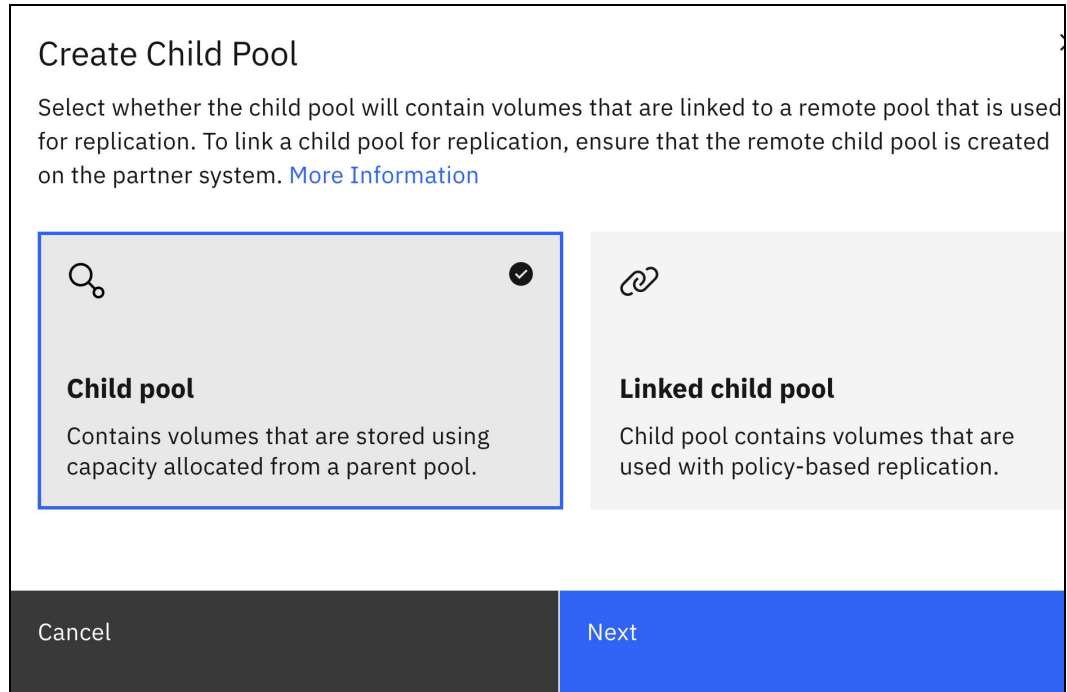 Create Child Pool
Select whether the child pool will contain volumes that are linked to a remote pool that is used
for replication. To link a child pool for replication, ensure that the remote child pool is created
on the partner system. More Information
Child pool
Contains volumes that are stored using
capacity allocated from a parent pool.
Linked child pool
Child pool contains volumes that are
used with policy-based replication.
Cancel
Next